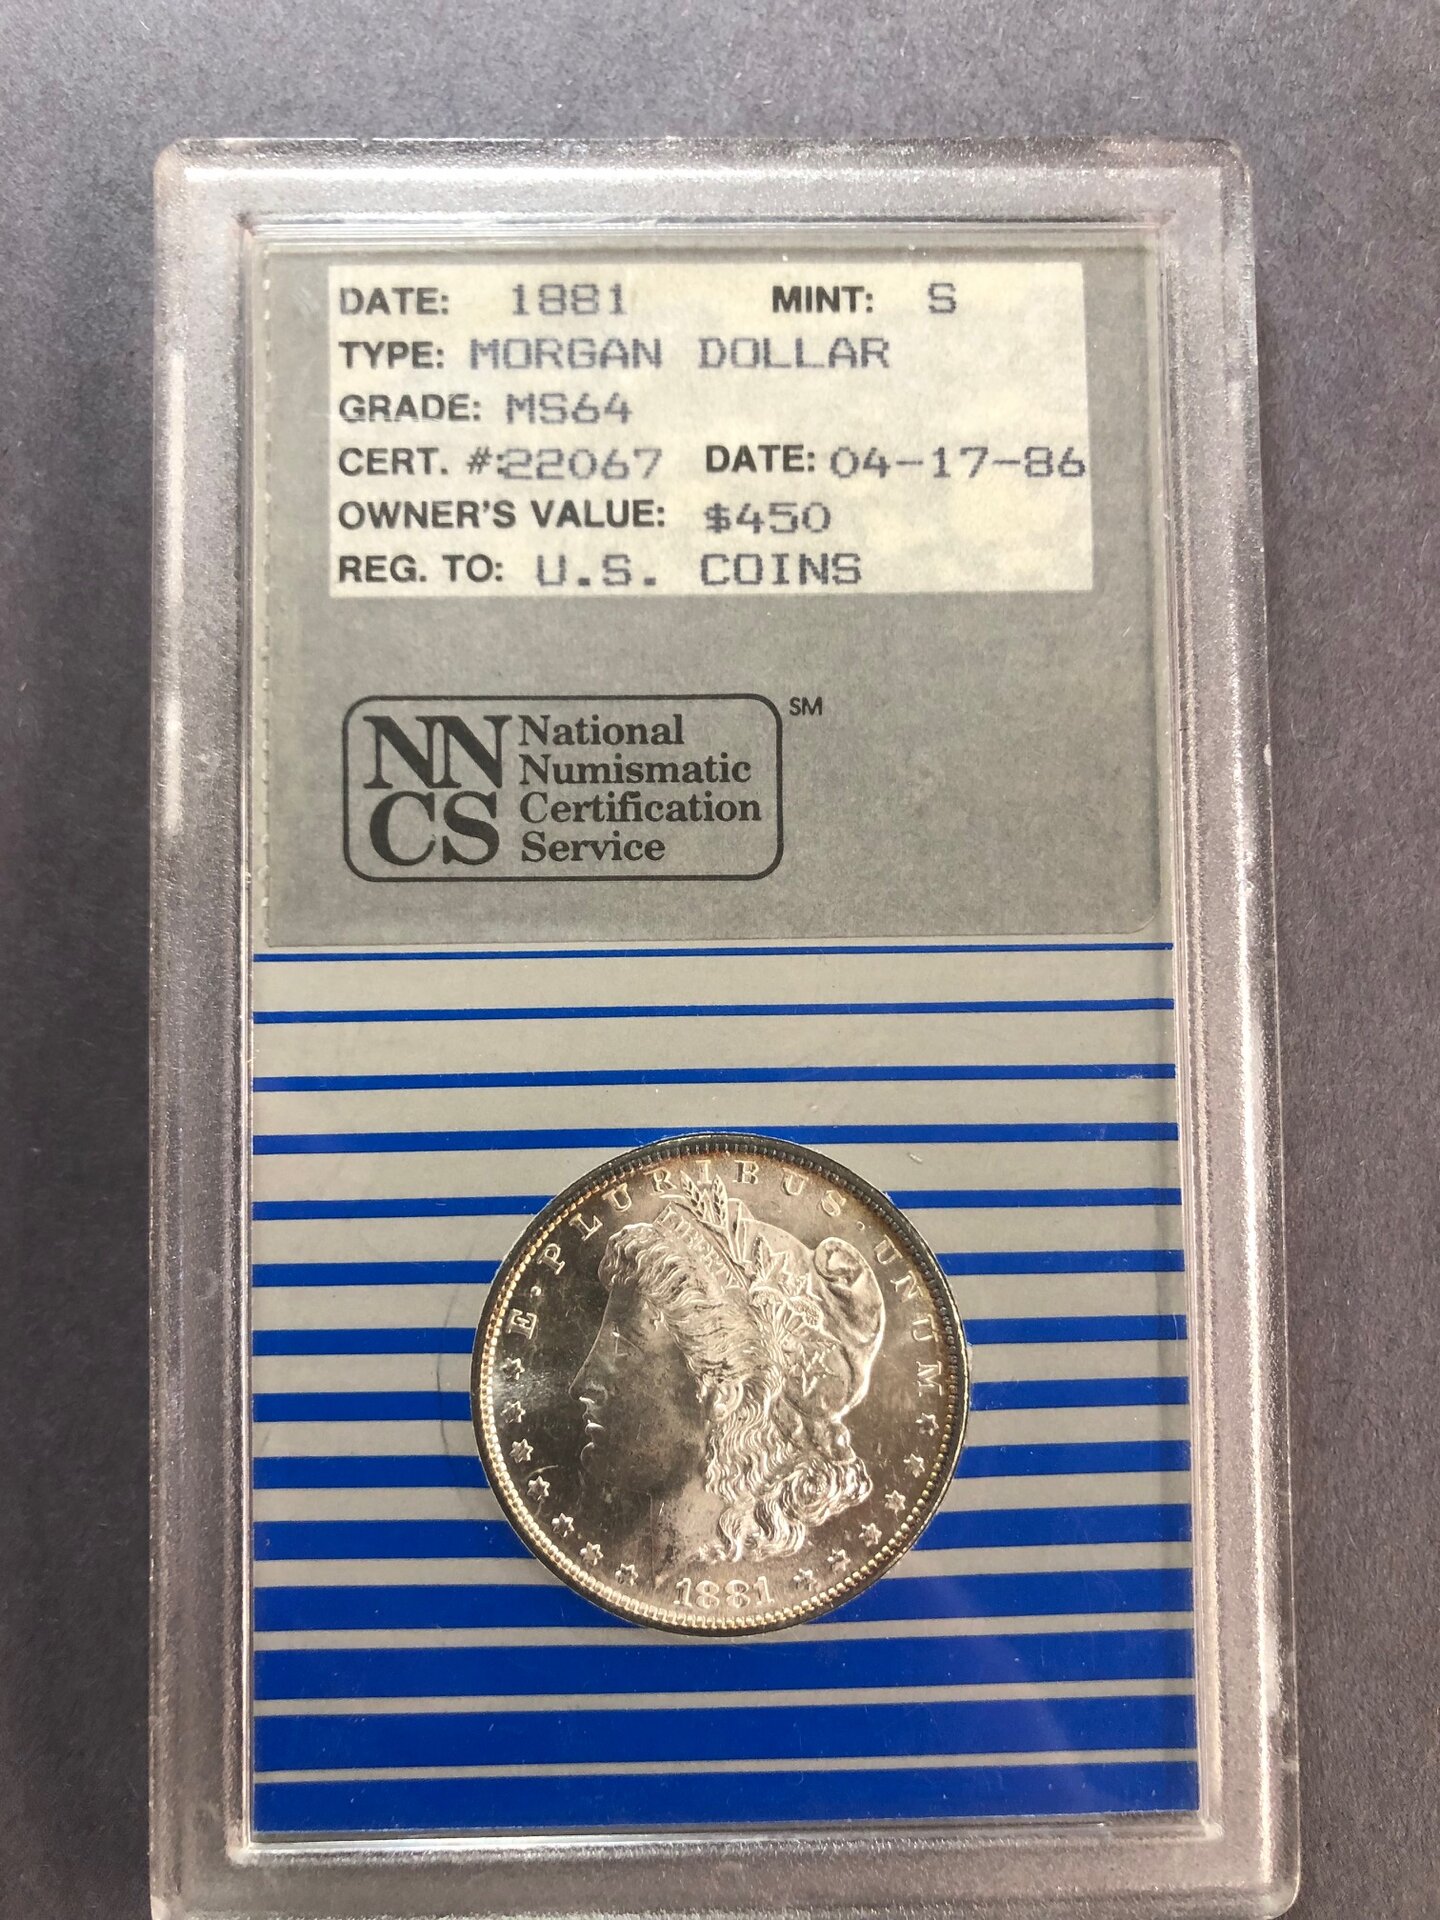 DATE: 1881 MINT: S
TYPE: MORGAN DOLLAR
GRADE: MS64
CERT. #:22067 DATE: 04-17-86
OWNER'S VALUE: $450
REG. TO: U.S. COINS
NN National SM
Numismatic
CS Certification
Service
E · PLURIBUS · UNUM
LIBERTY
1881